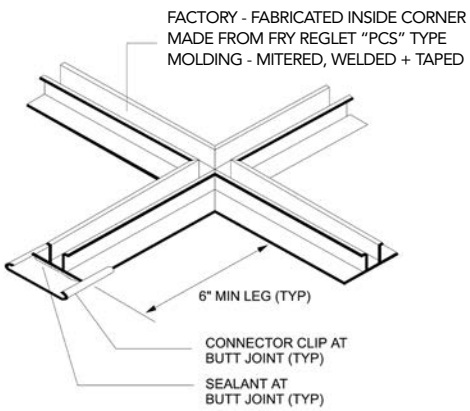 FACTORY - FABRICATED INSIDE CORNER
MADE FROM FRY REGLET “PCS” TYPE
MOLDING - MITERED, WELDED + TAPED
6" MIN LEG (TYP)
CONNECTOR CLIP AT
BUTT JOINT (TYP)
SEALANT AT
BUTT JOINT (TYP)